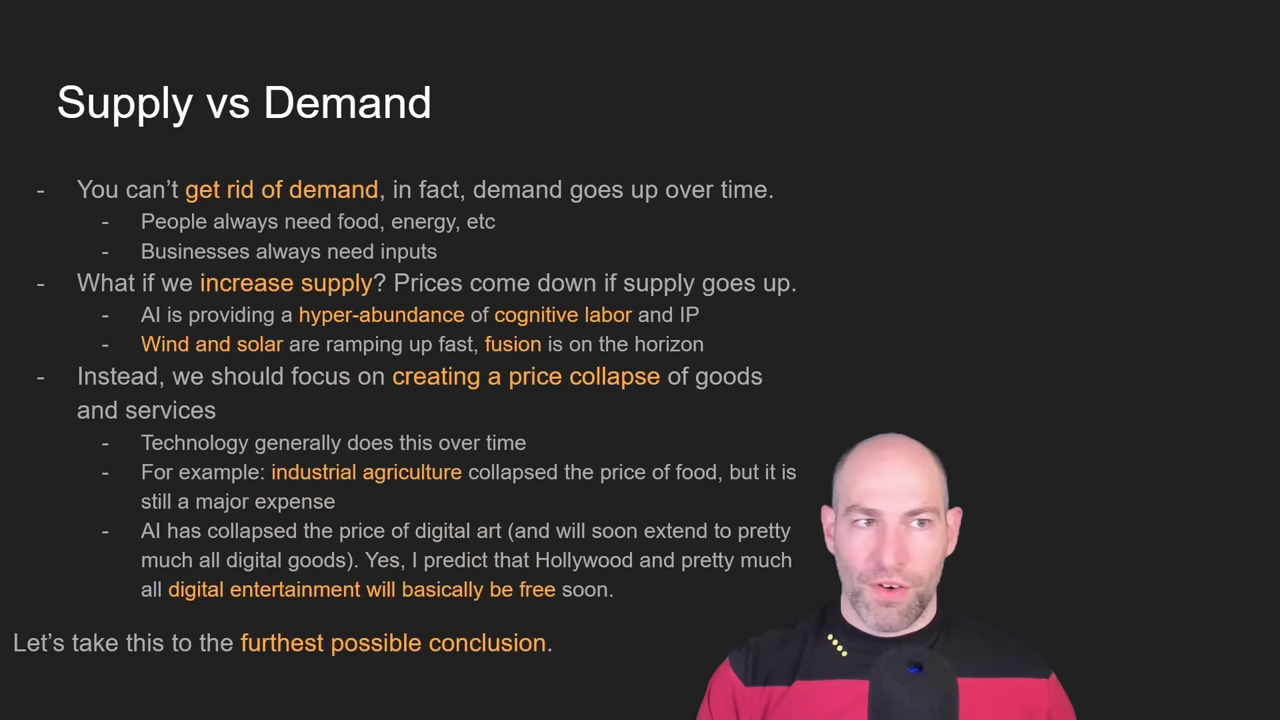 Supply vs Demand
- You can’t get rid of demand, in fact, demand goes up over time.
- People always need food, energy, etc
- Businesses always need inputs
- What if we increase supply? Prices come down if supply goes up.
- AI is providing a hyper-abundance of cognitive labor and IP
- Wind and solar are ramping up fast, fusion is on the horizon
- Instead, we should focus on creating a price collapse of goods
and services
- Technology generally does this over time
- For example: industrial agriculture collapsed the price of food, but it is
still a major expense
- AI has collapsed the price of digital art (and will soon extend to pretty
much all digital goods). Yes, I predict that Hollywood and pretty much
all digital entertainment will basically be free soon.
Let’s take this to the furthest possible conclusion.